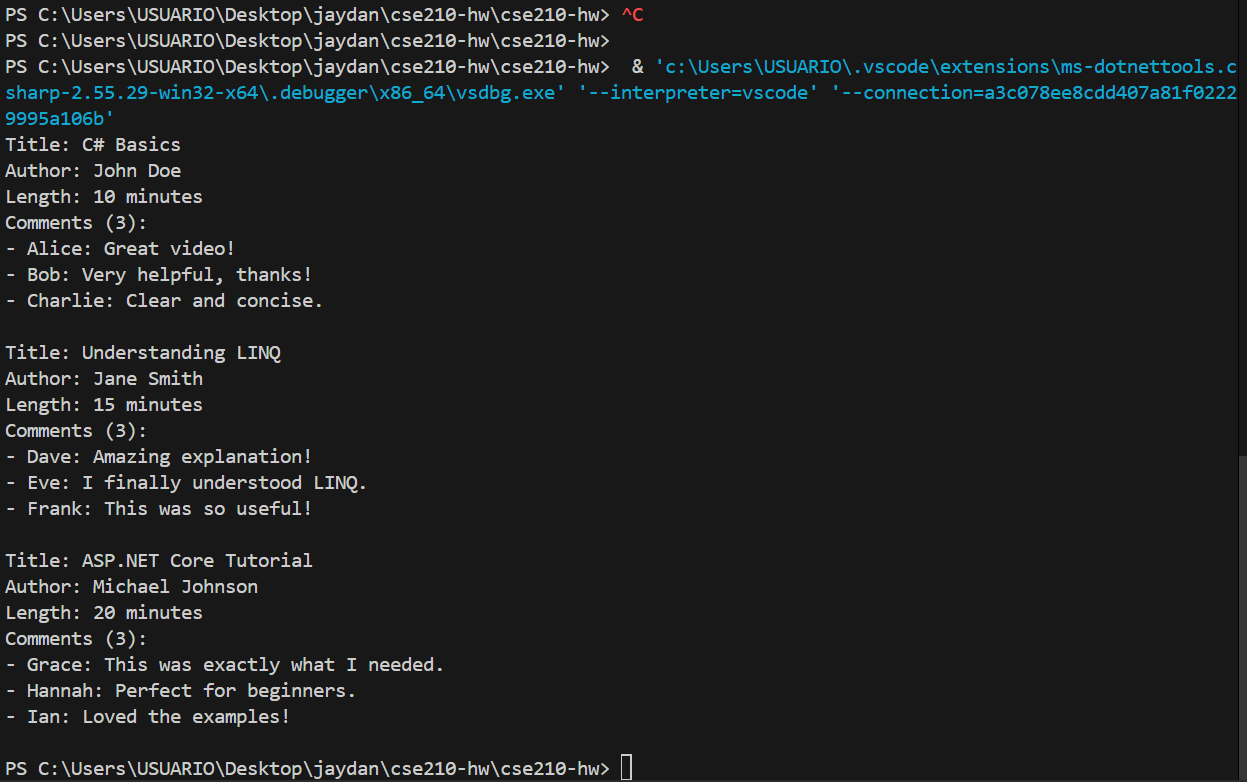 PS C:\Users\USUARIO\Desktop\jaydan\cse210-hw\cse210-hw> ^C
PS C:\Users\USUARIO\Desktop\jaydan\cse210-hw\cse210-hw>
PS C:\Users\USUARIO\Desktop\jaydan\cse210-hw\cse210-hw>  & 'c:\Users\USUARIO\.vscode\extensions\ms-dotnettools.c
sharp-2.55.29-win32-x64\.debugger\x86_64\vsdbg.exe' '--interpreter=vscode' '--connection=a3c078ee8cdd407a81f0222
9995a106b'
Title: C# Basics
Author: John Doe
Length: 10 minutes
Comments (3):
- Alice: Great video!
- Bob: Very helpful, thanks!
- Charlie: Clear and concise.

Title: Understanding LINQ
Author: Jane Smith
Length: 15 minutes
Comments (3):
- Dave: Amazing explanation!
- Eve: I finally understood LINQ.
- Frank: This was so useful!

Title: ASP.NET Core Tutorial
Author: Michael Johnson
Length: 20 minutes
Comments (3):
- Grace: This was exactly what I needed.
- Hannah: Perfect for beginners.
- Ian: Loved the examples!

PS C:\Users\USUARIO\Desktop\jaydan\cse210-hw\cse210-hw>